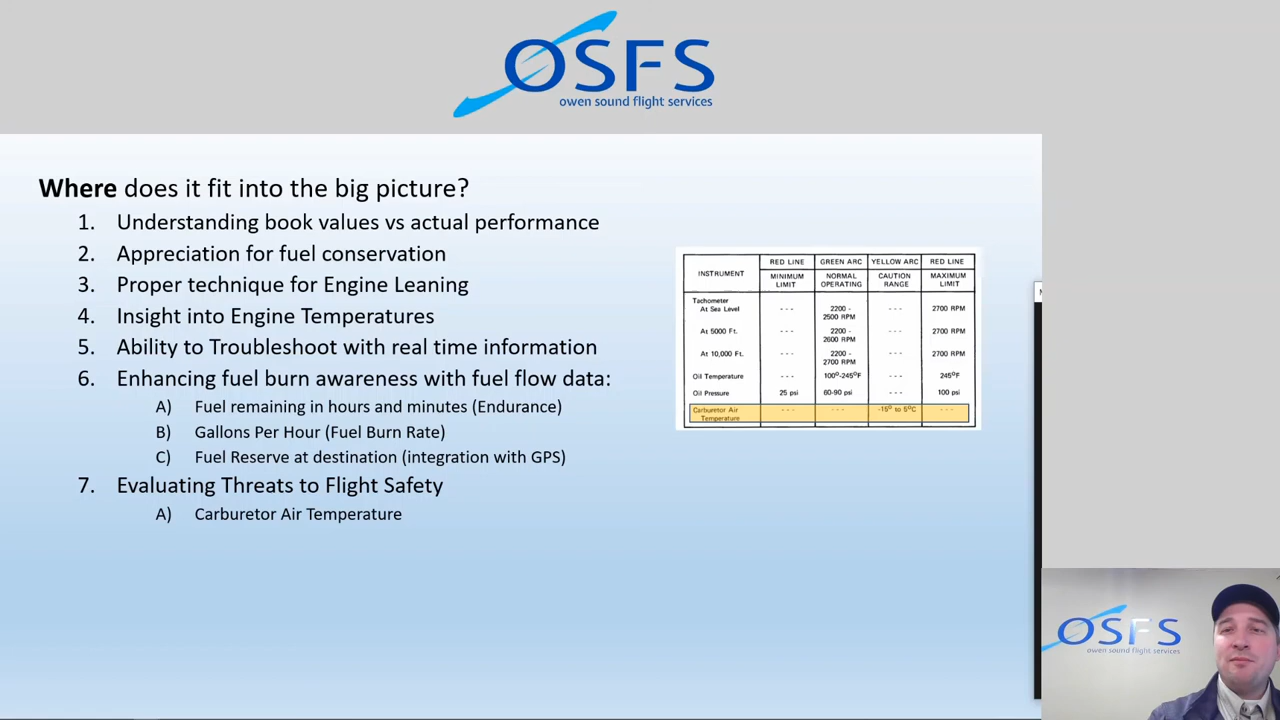 OSFS
owen sound flight services
Where does it fit into the big picture?
1. Understanding book values vs actual performance
2. Appreciation for fuel conservation
3. Proper technique for Engine Leaning
4. Insight into Engine Temperatures
5. Ability to Troubleshoot with real time information
6. Enhancing fuel burn awareness with fuel flow data:
A) Fuel remaining in hours and minutes (Endurance)
B) Gallons Per Hour (Fuel Burn Rate)
C) Fuel Reserve at destination (integration with GPS)
7. Evaluating Threats to Flight Safety
A) Carburetor Air Temperature
INSTRUMENT RED LINE GREEN ARC YELLOW ARC RED LINE
MINIMUM LIMIT NORMAL OPERATING CAUTION RANGE MAXIMUM LIMIT
Tachometer
At Sea Level - - - 2200 - 2500 RPM - - - 2700 RPM
At 5000 Ft. - - - 2200 - 2600 RPM - - - 2700 RPM
At 10,000 Ft. - - - 2200 - 2700 RPM - - - 2700 RPM
Oil Temperature - - - 100°-245°F - - - 245°F
Oil Pressure 25 psi 60-90 psi - - - 100 psi
Carburetor Air Temperature - - - - - - -15° to 5°C - - -
OSFS
owen sound flight services